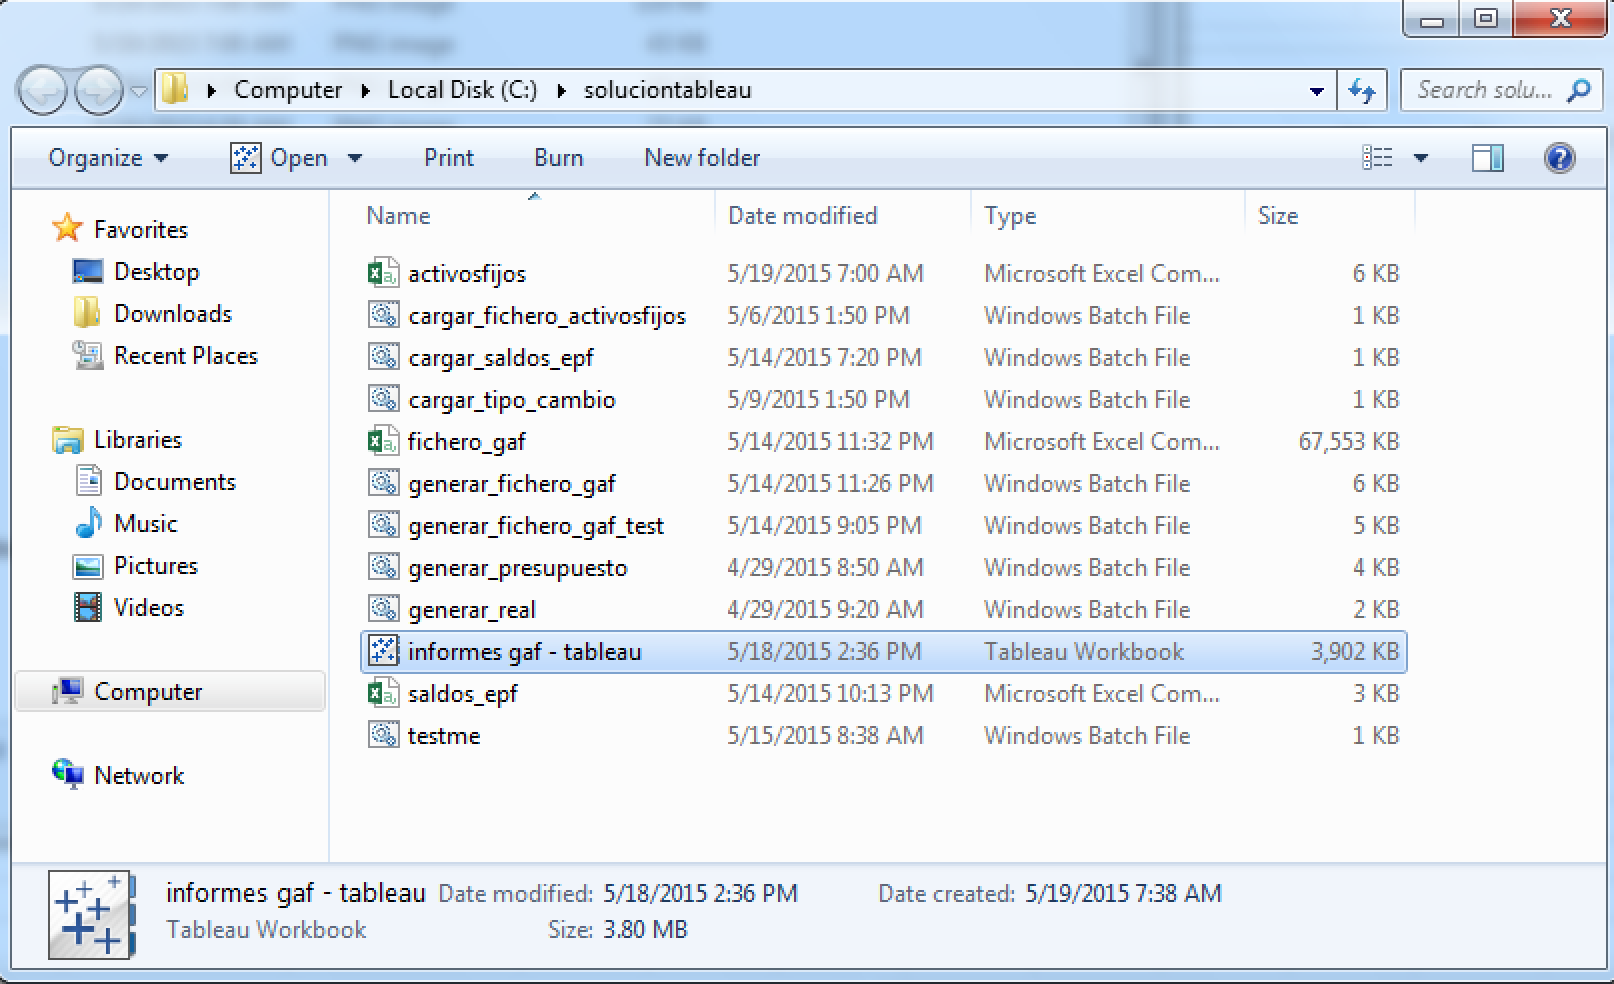 Computer Local Disk (C:) soluciontableau Search solu...
Organize Open Print Burn New folder
Name Date modified Type Size
Favorites
Desktop
Downloads
Recent Places
Libraries
Documents
Music
Pictures
Videos
Computer
Network
activosfijos 5/19/2015 7:00 AM Microsoft Excel Com... 6 KB
cargar_fichero_activosfijos 5/6/2015 1:50 PM Windows Batch File 1 KB
cargar_saldos_epf 5/14/2015 7:20 PM Windows Batch File 1 KB
cargar_tipo_cambio 5/9/2015 1:50 PM Windows Batch File 1 KB
fichero_gaf 5/14/2015 11:32 PM Microsoft Excel Com... 67,553 KB
generar_fichero_gaf 5/14/2015 11:26 PM Windows Batch File 6 KB
generar_fichero_gaf_test 5/14/2015 9:05 PM Windows Batch File 5 KB
generar_presupuesto 4/29/2015 8:50 AM Windows Batch File 4 KB
generar_real 4/29/2015 9:20 AM Windows Batch File 2 KB
informes gaf - tableau 5/18/2015 2:36 PM Tableau Workbook 3,902 KB
saldos_epf 5/14/2015 10:13 PM Microsoft Excel Com... 3 KB
testme 5/15/2015 8:38 AM Windows Batch File 1 KB
informes gaf - tableau Date modified: 5/18/2015 2:36 PM Date created: 5/19/2015 7:38 AM
Tableau Workbook Size: 3.80 MB